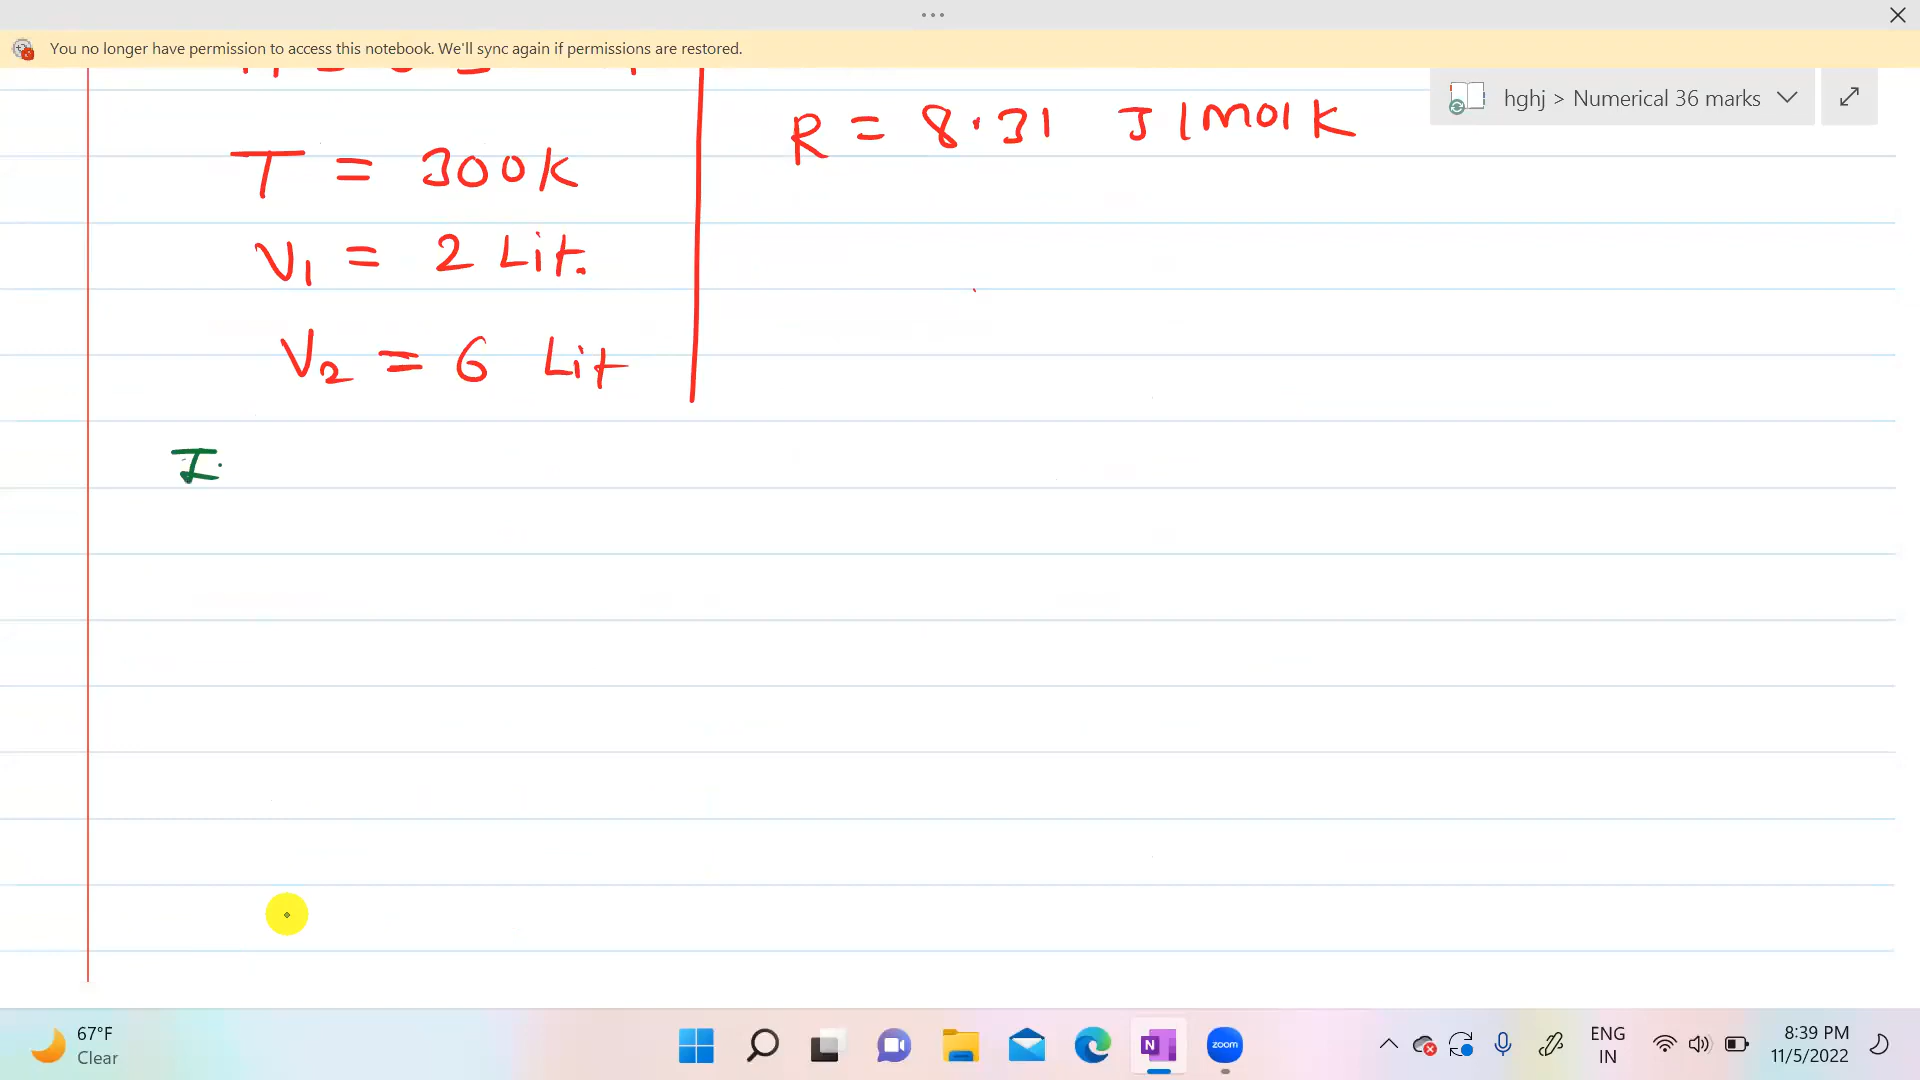 You no longer have permission to access this notebook. We'll sync again if permissions are restored.
hghj > Numerical 36 marks
R = 8.31 J/mol K
T = 300K
V1 = 2 Lit.
V2 = 6 Lit
I.
67°F
Clear
zoom
ENG
IN
8:39 PM
11/5/2022